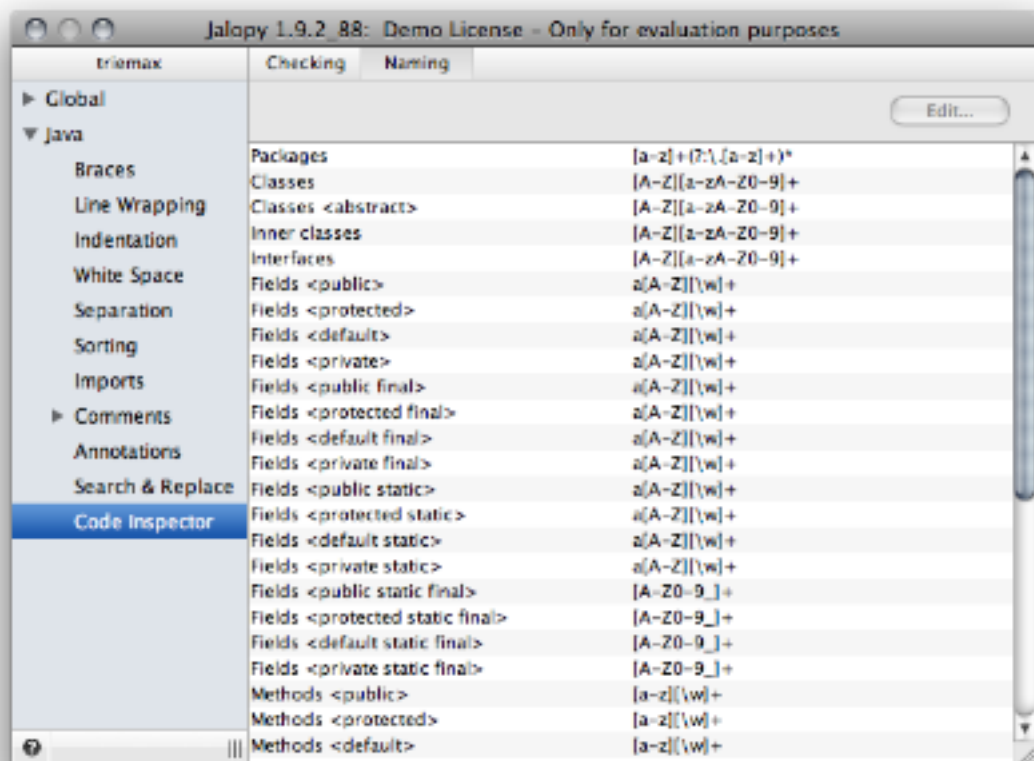 Jalopy 1.9.2_88: Demo License – Only for evaluation purposes
triemax
Checking Naming
Global
Edit...
Java
Braces
Line Wrapping
Indentation
White Space
Separation
Sorting
Imports
Comments
Annotations
Search & Replace
Code Inspector
Packages [a-z]+(?:\.[a-z]+)*
Classes [A-Z][a-zA-Z0-9]+
Classes <abstract> [A-Z][a-zA-Z0-9]+
Inner classes [A-Z][a-zA-Z0-9]+
Interfaces [A-Z][a-zA-Z0-9]+
Fields <public> a[A-Z][\w]+
Fields <protected> a[A-Z][\w]+
Fields <default> a[A-Z][\w]+
Fields <private> a[A-Z][\w]+
Fields <public final> a[A-Z][\w]+
Fields <protected final> a[A-Z][\w]+
Fields <default final> a[A-Z][\w]+
Fields <private final> a[A-Z][\w]+
Fields <public static> a[A-Z][\w]+
Fields <protected static> a[A-Z][\w]+
Fields <default static> a[A-Z][\w]+
Fields <private static> a[A-Z][\w]+
Fields <public static final> [A-Z0-9_]+
Fields <protected static final> [A-Z0-9_]+
Fields <default static final> [A-Z0-9_]+
Fields <private static final> [A-Z0-9_]+
Methods <public> [a-z][\w]+
Methods <protected> [a-z][\w]+
Methods <default> [a-z][\w]+
?